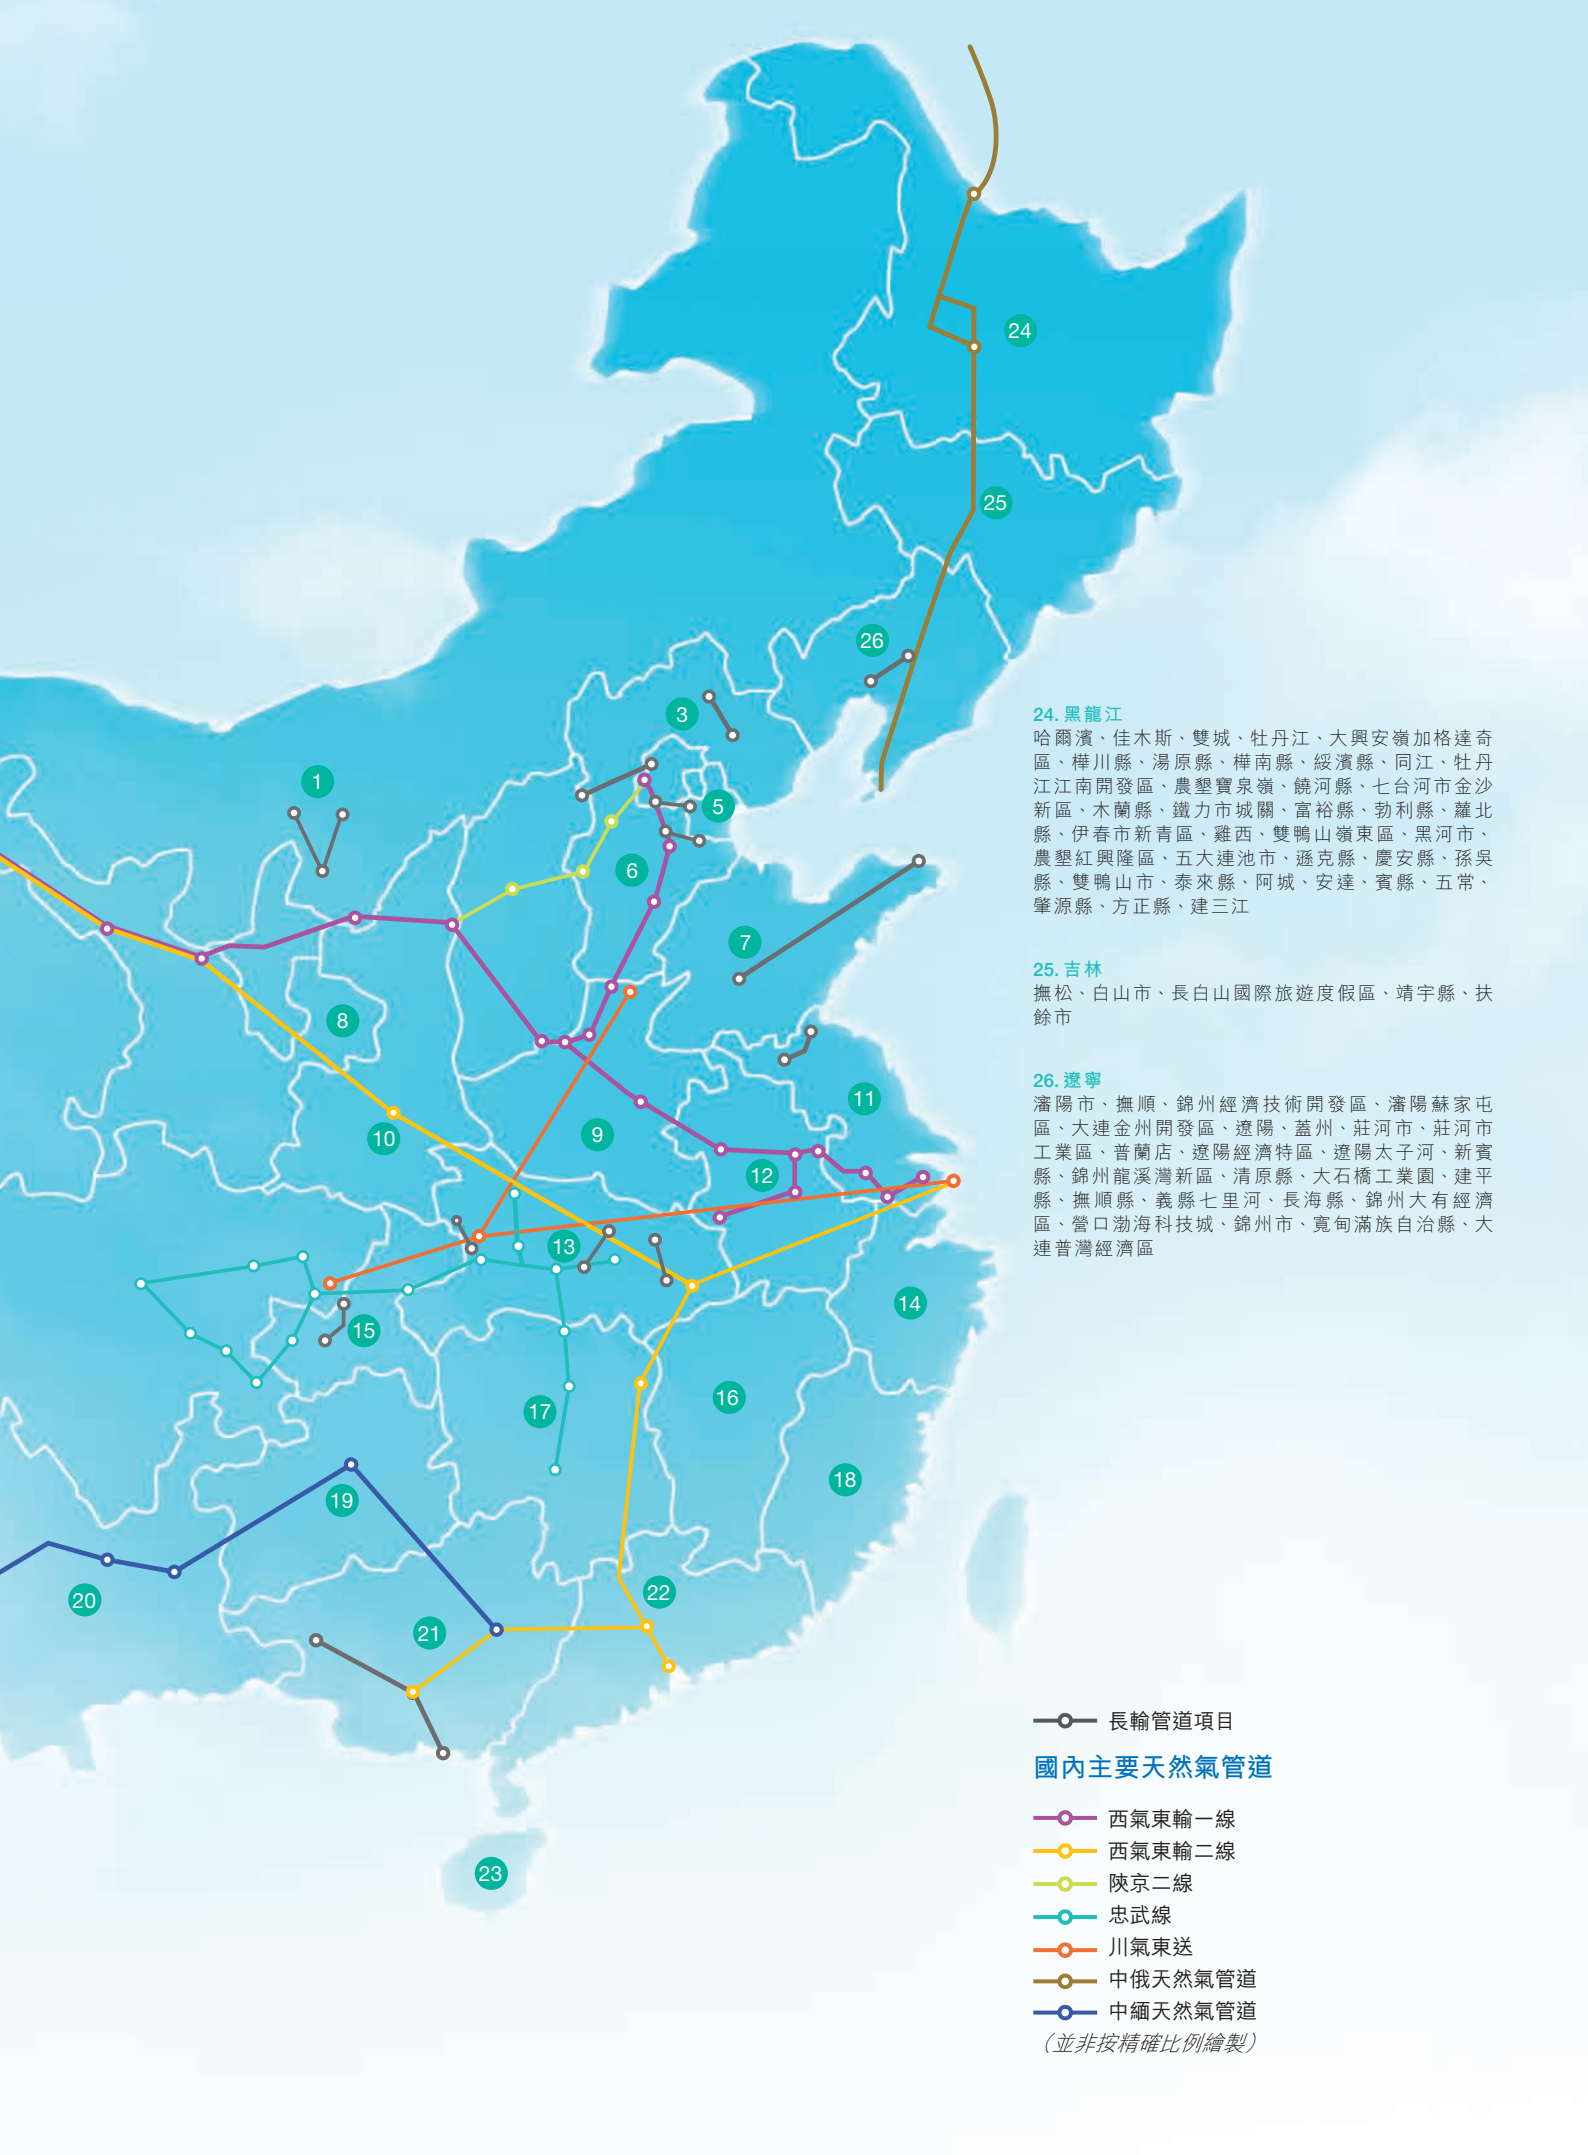 24
25
26
3
1
5
6
7
8
11
9
10
12
13
14
15
16
17
18
19
20
22
21
23
24. 黑龍江
哈爾濱、佳木斯、雙城、牡丹江、大興安嶺加格達奇
區、樺川縣、湯原縣、樺南縣、綏濱縣、同江、牡丹
江江南開發區、農墾寶泉嶺、饒河縣、七台河市金沙
新區、木蘭縣、鐵力市城關、富裕縣、勃利縣、蘿北
縣、伊春市新青區、雞西、雙鴨山嶺東區、黑河市、
農墾紅興隆區、五大連池市、遜克縣、慶安縣、孫吳
縣、雙鴨山市、泰來縣、阿城、安達、賓縣、五常、
肇源縣、方正縣、建三江
25. 吉林
撫松、白山市、長白山國際旅遊度假區、靖宇縣、扶
餘市
26. 遼寧
瀋陽市、撫順、錦州經濟技術開發區、瀋陽蘇家屯
區、大連金州開發區、遼陽、蓋州、莊河市、莊河市
工業區、普蘭店、遼陽經濟特區、遼陽太子河、新賓
縣、錦州龍溪灣新區、清原縣、大石橋工業園、建平
縣、撫順縣、義縣七里河、長海縣、錦州大有經濟
區、營口渤海科技城、錦州市、寬甸滿族自治縣、大
連普灣經濟區
長輸管道項目
國內主要天然氣管道
西氣東輸一線
西氣東輸二線
陝京二線
忠武線
川氣東送
中俄天然氣管道
中緬天然氣管道
（並非按精確比例繪製）